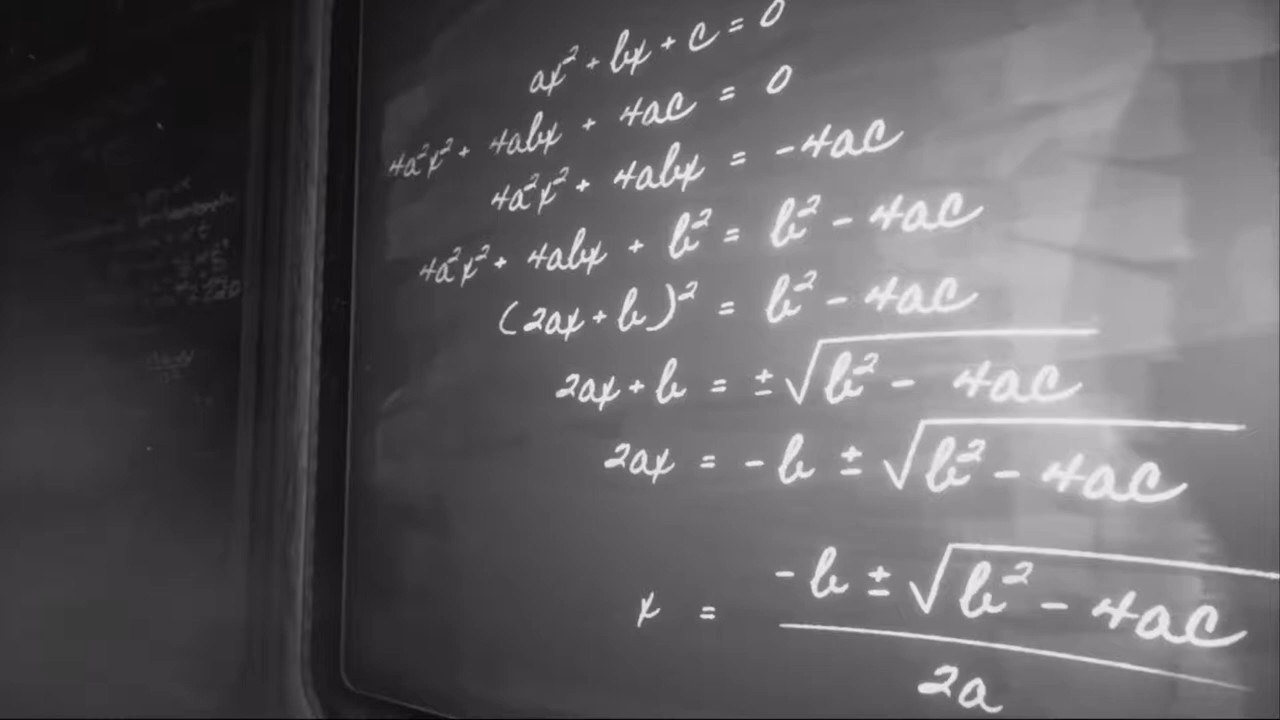 ax² + bx + c = 0
4a²x² + 4abx + 4ac = 0
4a²x² + 4abx = -4ac
4a²x² + 4abx + b² = b² - 4ac
(2ax + b)² = b² - 4ac
2ax + b = ±√(b² - 4ac)
2ax = -b ± √(b² - 4ac)
x = (-b ± √(b² - 4ac)) / 2a